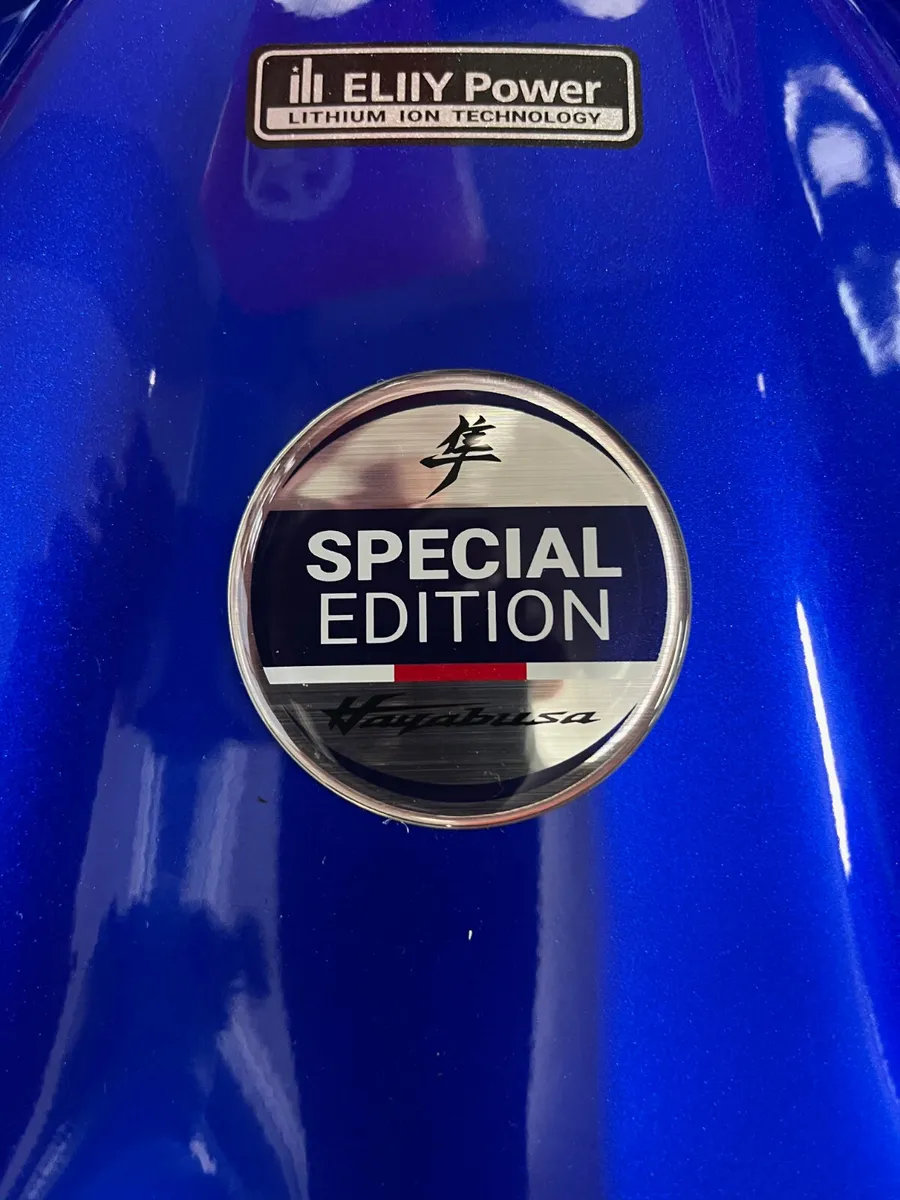 ELIIY Power
LITHIUM ION TECHNOLOGY
隼
SPECIAL
EDITION
Hayabusa